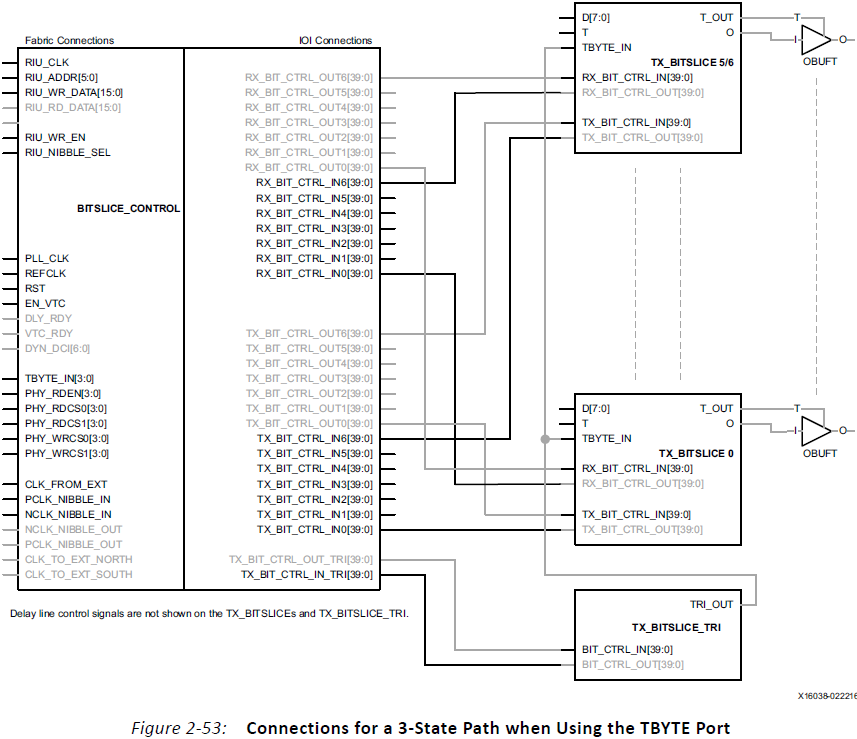 Fabric Connections
IOI Connections
RIU_CLK
RIU_ADDR[5:0]
RIU_WR_DATA[15:0]
RIU_RD_DATA[15:0]
RIU_WR_EN
RIU_NIBBLE_SEL
BITSLICE_CONTROL
PLL_CLK
REFCLK
RST
EN_VTC
DLY_RDY
VTC_RDY
DYN_DCI[6:0]
TBYTE_IN[3:0]
PHY_RDEN[3:0]
PHY_RDCS0[3:0]
PHY_RDCS1[3:0]
PHY_WRCS0[3:0]
PHY_WRCS1[3:0]
CLK_FROM_EXT
PCLK_NIBBLE_IN
NCLK_NIBBLE_IN
NCLK_NIBBLE_OUT
PCLK_NIBBLE_OUT
CLK_TO_EXT_NORTH
CLK_TO_EXT_SOUTH
RX_BIT_CTRL_OUT6[39:0]
RX_BIT_CTRL_OUT5[39:0]
RX_BIT_CTRL_OUT4[39:0]
RX_BIT_CTRL_OUT3[39:0]
RX_BIT_CTRL_OUT2[39:0]
RX_BIT_CTRL_OUT1[39:0]
RX_BIT_CTRL_OUT0[39:0]
RX_BIT_CTRL_IN6[39:0]
RX_BIT_CTRL_IN5[39:0]
RX_BIT_CTRL_IN4[39:0]
RX_BIT_CTRL_IN3[39:0]
RX_BIT_CTRL_IN2[39:0]
RX_BIT_CTRL_IN1[39:0]
RX_BIT_CTRL_IN0[39:0]
TX_BIT_CTRL_OUT6[39:0]
TX_BIT_CTRL_OUT5[39:0]
TX_BIT_CTRL_OUT4[39:0]
TX_BIT_CTRL_OUT3[39:0]
TX_BIT_CTRL_OUT2[39:0]
TX_BIT_CTRL_OUT1[39:0]
TX_BIT_CTRL_OUT0[39:0]
TX_BIT_CTRL_IN6[39:0]
TX_BIT_CTRL_IN5[39:0]
TX_BIT_CTRL_IN4[39:0]
TX_BIT_CTRL_IN3[39:0]
TX_BIT_CTRL_IN2[39:0]
TX_BIT_CTRL_IN1[39:0]
TX_BIT_CTRL_IN0[39:0]
TX_BIT_CTRL_OUT_TRI[39:0]
TX_BIT_CTRL_IN_TRI[39:0]
D[7:0]
T_OUT
T
O
TBYTE_IN
TX_BITSLICE 5/6
RX_BIT_CTRL_IN[39:0]
RX_BIT_CTRL_OUT[39:0]
TX_BIT_CTRL_IN[39:0]
TX_BIT_CTRL_OUT[39:0]
T
I
O
OBUFT
D[7:0]
T_OUT
T
O
TBYTE_IN
TX_BITSLICE 0
RX_BIT_CTRL_IN[39:0]
RX_BIT_CTRL_OUT[39:0]
TX_BIT_CTRL_IN[39:0]
TX_BIT_CTRL_OUT[39:0]
T
I
O
OBUFT
TRI_OUT
TX_BITSLICE_TRI
BIT_CTRL_IN[39:0]
BIT_CTRL_OUT[39:0]
Delay line control signals are not shown on the TX_BITSLICEs and TX_BITSLICE_TRI.
X16038-022216
Figure 2-53: Connections for a 3-State Path when Using the TBYTE Port